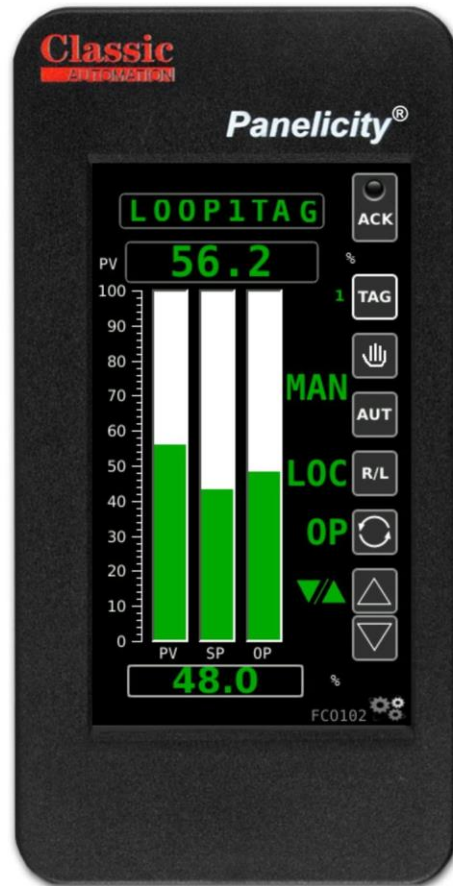 Classic
AUTOMATION
Panelicity®
LOOP1TAG
ACK
PV 56.2 %
1 TAG
100
90
80
70
60
50
40
30
20
10
0
MAN
AUT
LOC R/L
OP
PV SP OP
48.0 %
FCO102